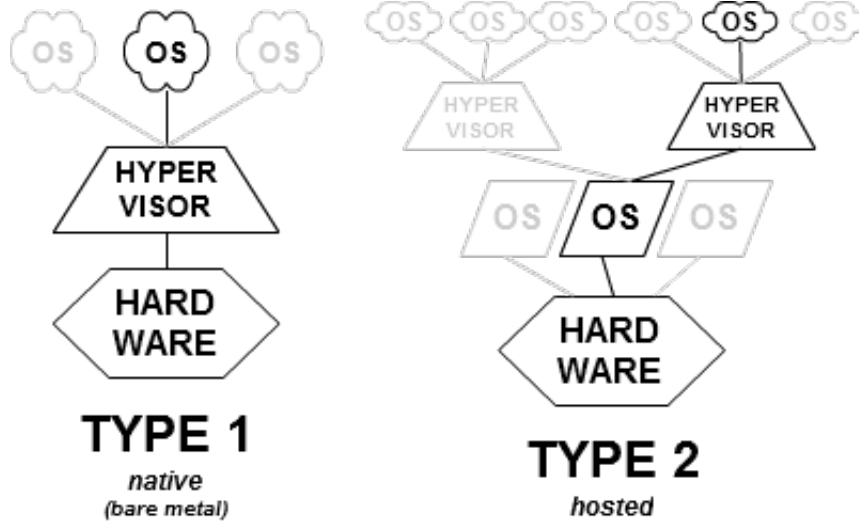 OS
OS
OS
HYPER
VISOR
HARD
WARE
TYPE 1
native
(bare metal)
OS
OS
OS
OS
OS
OS
HYPER
VISOR
HYPER
VISOR
OS
OS
OS
HARD
WARE
TYPE 2
hosted